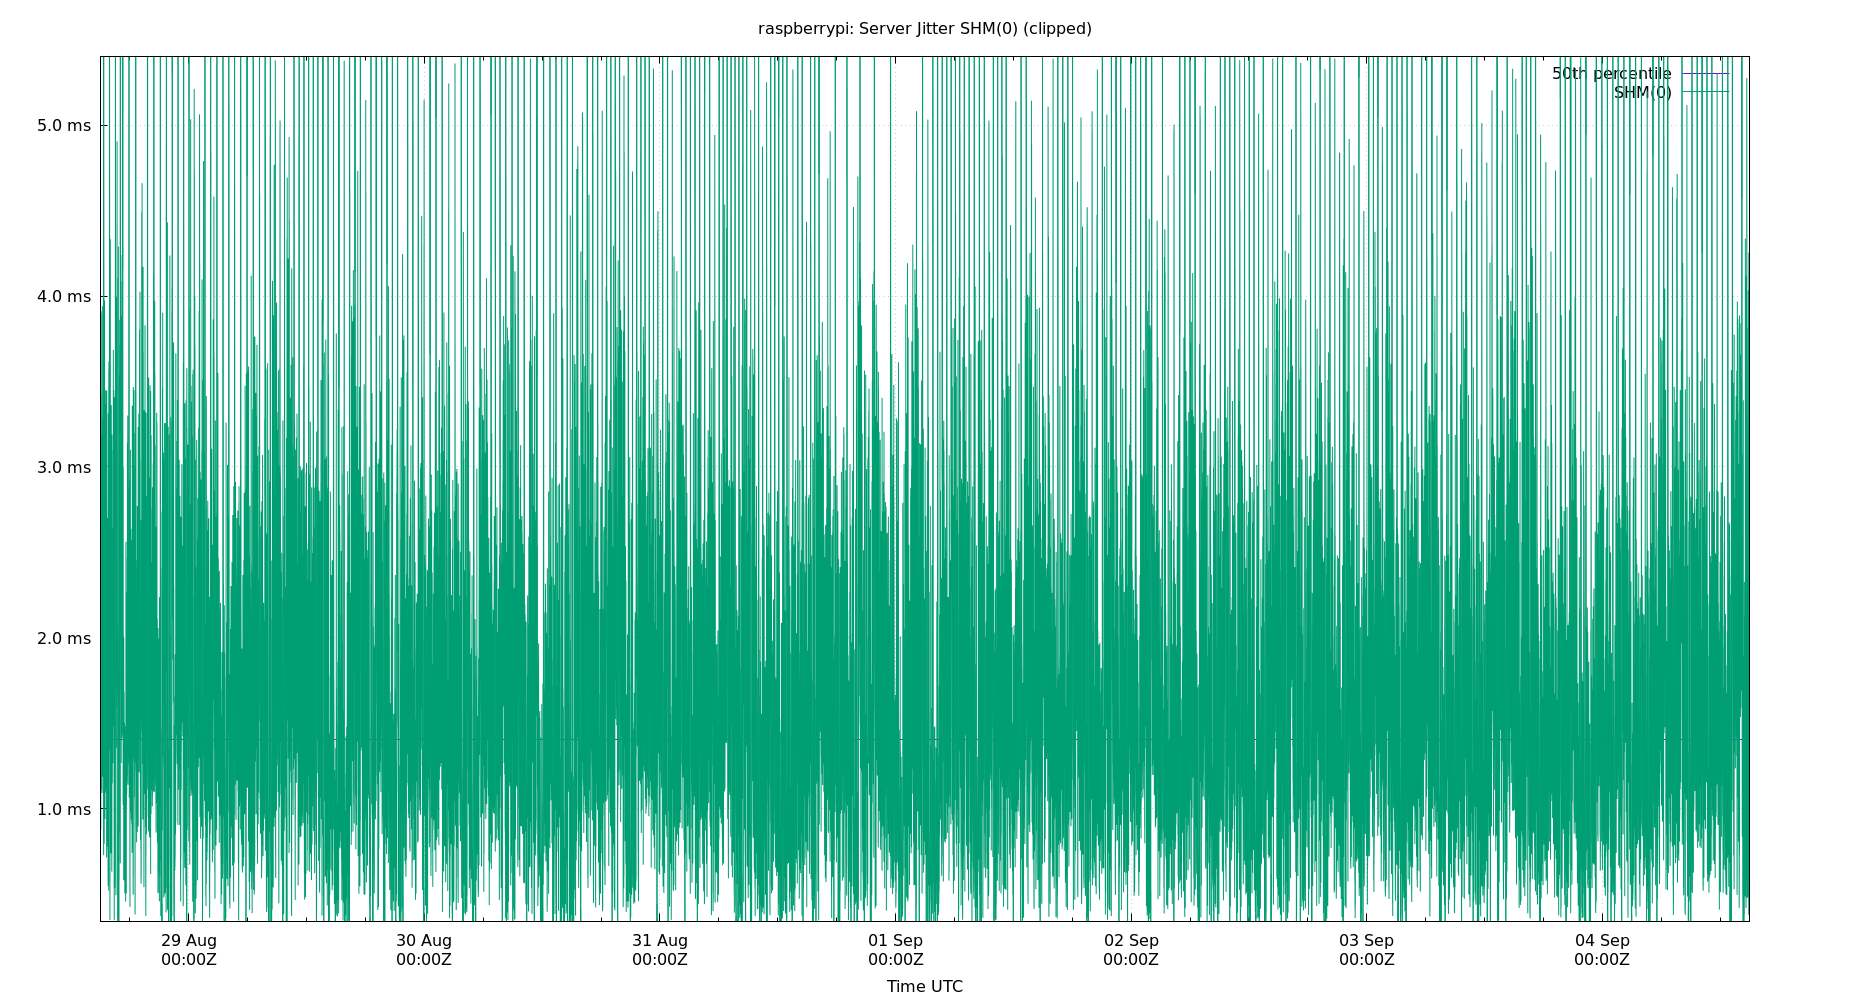 raspberrypi: Server Jitter SHM(0) (clipped)
50th percentile
SHM(0)
5.0 ms
4.0 ms
3.0 ms
2.0 ms
1.0 ms
29 Aug 30 Aug 31 Aug 01 Sep 02 Sep 03 Sep 04 Sep
00:00Z 00:00Z 00:00Z 00:00Z 00:00Z 00:00Z 00:00Z
Time UTC